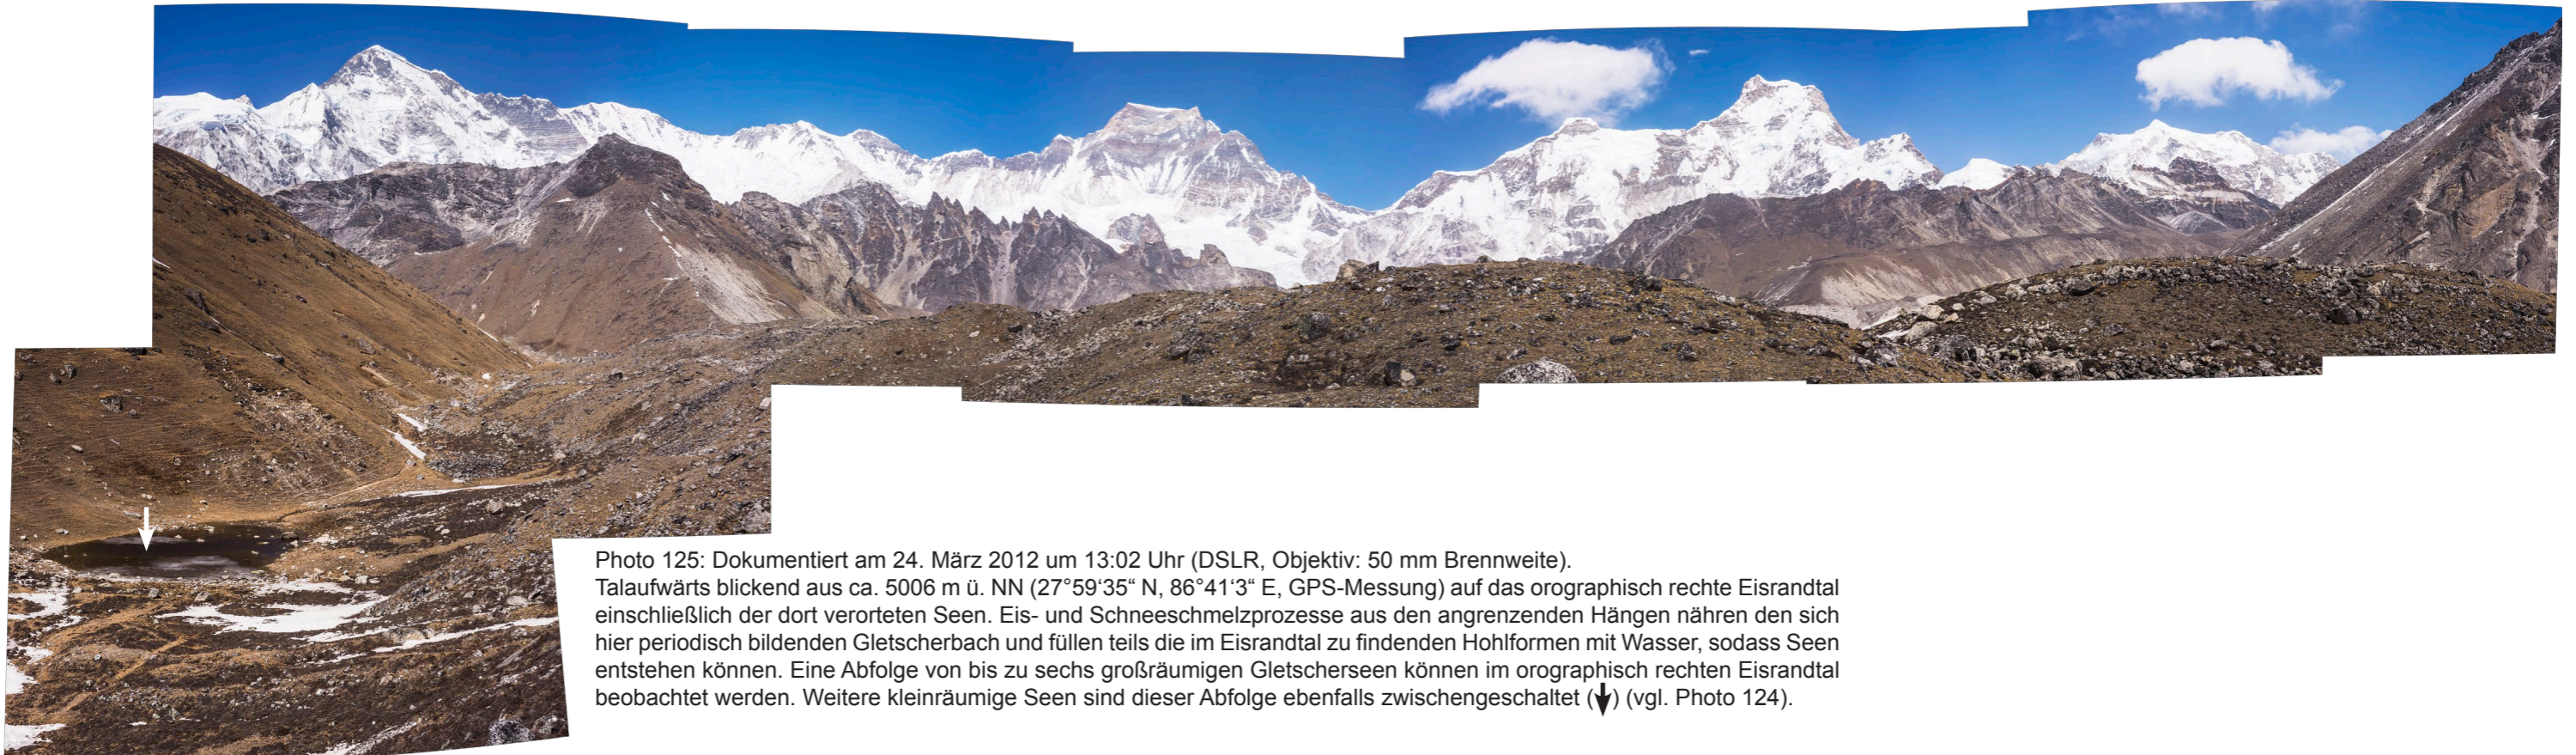 Photo 125: Dokumentiert am 24. März 2012 um 13:02 Uhr (DSLR, Objektiv: 50 mm Brennweite).
Talaufwärts blickend aus ca. 5006 m ü. NN (27°59‘35“ N, 86°41‘3“ E, GPS-Messung) auf das orographisch rechte Eisrandtal
einschließlich der dort verorteten Seen. Eis- und Schneeschmelzprozesse aus den angrenzenden Hängen nähren den sich
hier periodisch bildenden Gletscherbach und füllen teils die im Eisrandtal zu findenden Hohlformen mit Wasser, sodass Seen
entstehen können. Eine Abfolge von bis zu sechs großräumigen Gletscherseen können im orographisch rechten Eisrandtal
beobachtet werden. Weitere kleinräumige Seen sind dieser Abfolge ebenfalls zwischengeschaltet (↓) (vgl. Photo 124).